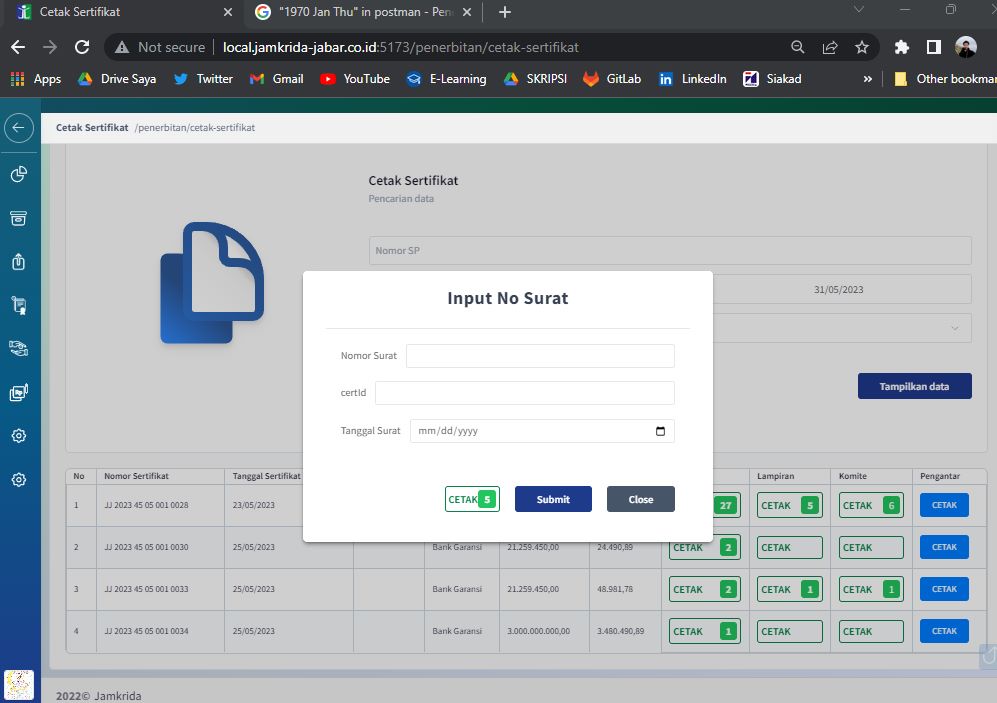 Cetak Sertifikat
"1970 Jan Thu" in postman - Pen
Not secure
local.jamkrida-jabar.co.id:5173/penerbitan/cetak-sertifikat
Apps
Drive Saya
Twitter
Gmail
YouTube
E-Learning
SKRIPSI
GitLab
LinkedIn
Siakad
»
Other bookmar
Cetak Sertifikat /penerbitan/cetak-sertifikat
Cetak Sertifikat
Pencarian data
Nomor SP
31/05/2023
Tampilkan data
Input No Surat
Nomor Surat
certId
Tanggal Surat mm/dd/yyyy
CETAK 5 Submit Close
No Nomor Sertifikat Tanggal Sertifikat Lampiran Komite Pengantar
1 JJ 2023 45 05 001 0028 23/05/2023 27 CETAK 5 CETAK 6 CETAK
2 JJ 2023 45 05 001 0030 25/05/2023 Bank Garansi 21.259.450,00 24.490,89 CETAK 2 CETAK CETAK CETAK
3 JJ 2023 45 05 001 0033 25/05/2023 Bank Garansi 21.259.450,00 48.981,78 CETAK 2 CETAK 1 CETAK 1 CETAK
4 JJ 2023 45 05 001 0034 25/05/2023 Bank Garansi 3.000.000.000,00 3.480.490,89 CETAK 1 CETAK CETAK CETAK
2022© Jamkrida